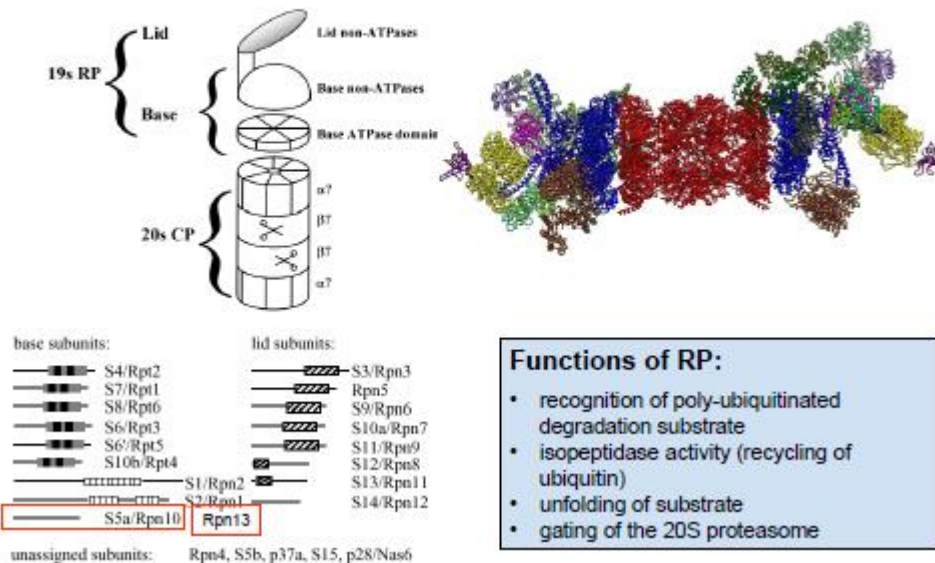 Lid
Lid non-ATPases
19s RP
Base non-ATPases
Base
Base ATPase domain
α7
β7
20s CP
β7
α7
base subunits:
S4/Rpt2
S7/Rpt1
S8/Rpt6
S6/Rpt3
S6'/Rpt5
S10b/Rpt4
S1/Rpn2
S2/Rpn1
S5a/Rpn10
Rpn13
lid subunits:
S3/Rpn3
Rpn5
S9/Rpn6
S10a/Rpn7
S11/Rpn9
S12/Rpn8
S13/Rpn11
S14/Rpn12
unassigned subunits: Rpn4, S5b, p37a, S15, p28/Nas6
Functions of RP:
• recognition of poly-ubiquitinated
degradation substrate
• isopeptidase activity (recycling of
ubiquitin)
• unfolding of substrate
• gating of the 20S proteasome